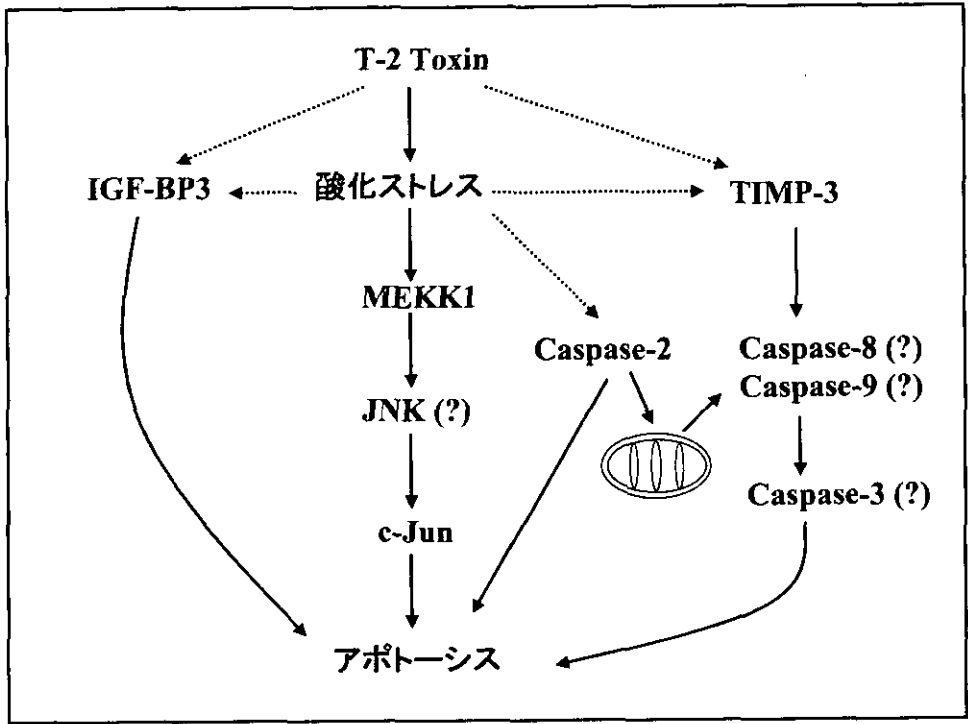 T-2 Toxin
IGF-BP3
酸化ストレス
TIMP-3
MEKK1
Caspase-2
Caspase-8 (?)
Caspase-9 (?)
JNK (?)
Caspase-3 (?)
c-Jun
アポトーシス